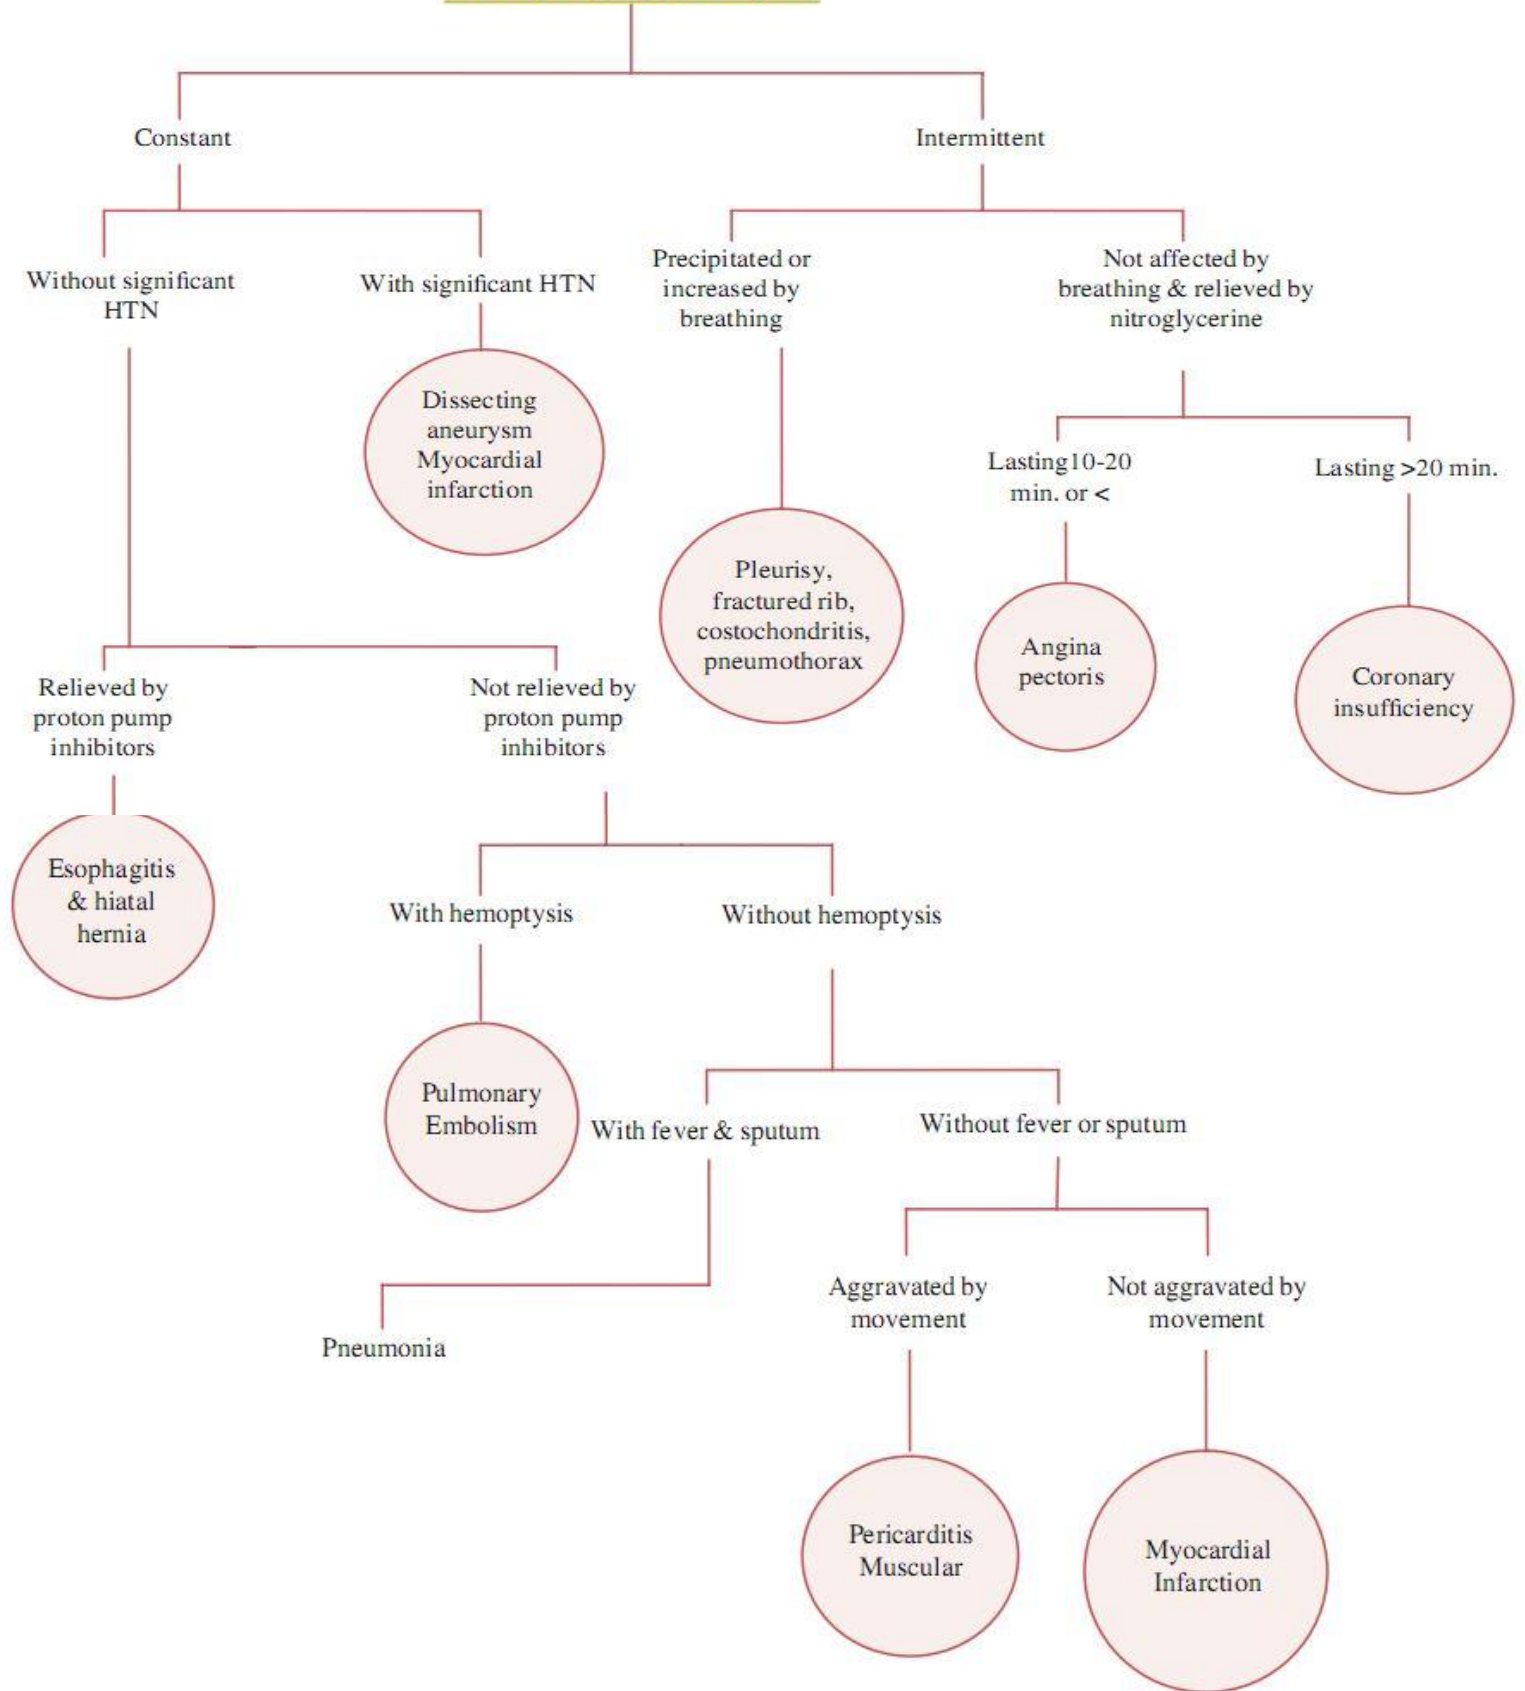 Constant
Intermittent
Without significant
HTN
With significant HTN
Precipitated or
increased by
breathing
Not affected by
breathing & relieved by
nitroglycerine
Dissecting
aneurysm
Myocardial
infarction
Lasting10-20
min. or <
Lasting >20 min.
Pleurisy,
fractured rib,
costochondritis,
pneumothorax
Angina
pectoris
Coronary
insufficiency
Relieved by
proton pump
inhibitors
Not relieved by
proton pump
inhibitors
Esophagitis
& hiatal
hernia
With hemoptysis
Without hemoptysis
Pulmonary
Embolism
With fever & sputum
Without fever or sputum
Pneumonia
Aggravated by
movement
Not aggravated by
movement
Pericarditis
Muscular
Myocardial
Infarction